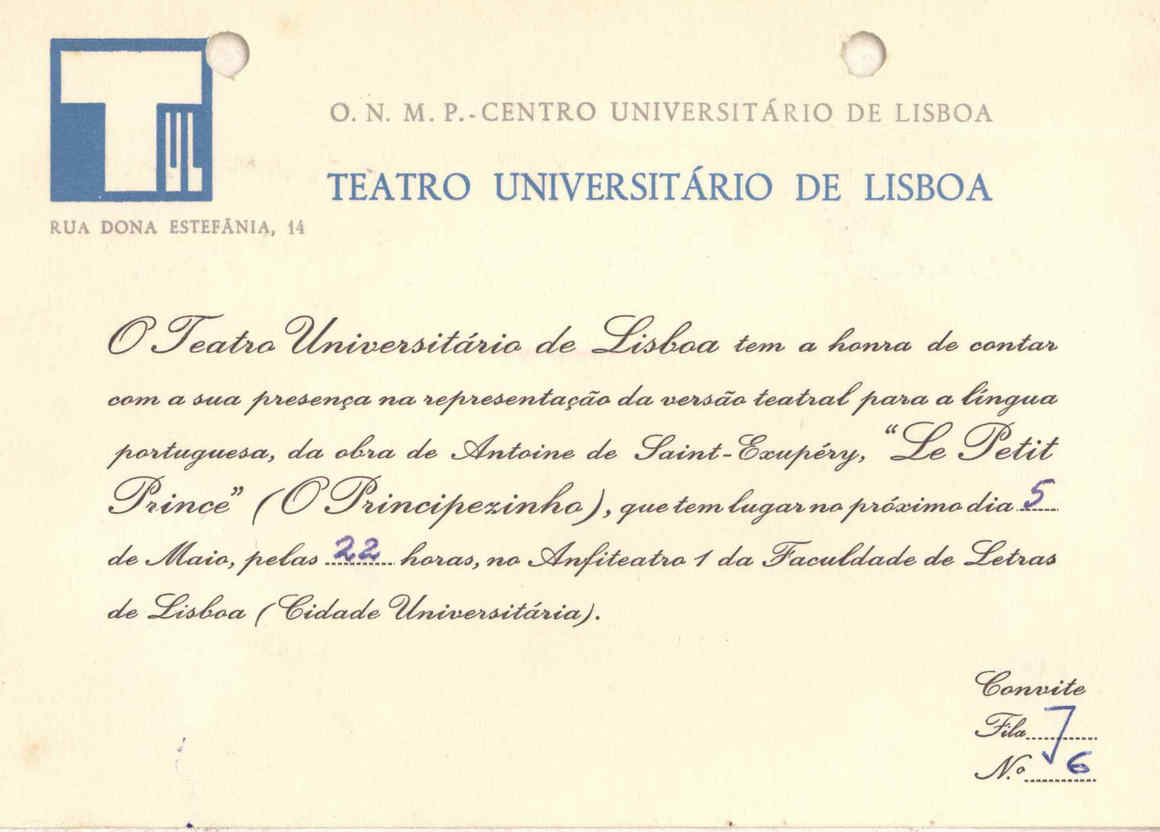 TUL
O. N. M. P.-CENTRO UNIVERSITÁRIO DE LISBOA
TEATRO UNIVERSITÁRIO DE LISBOA
RUA DONA ESTEFÂNIA, 14
O Teatro Universitário de Lisboa tem a honra de contar
com a sua presença na representação da versão teatral para a língua
portuguesa, da obra de Antoine de Saint-Exupéry, "Le Petit
Prince" (O Principezinho), que tem lugar no próximo dia 5
de Maio, pelas 22 horas, no Anfiteatro 1 da Faculdade de Letras
de Lisboa (Cidade Universitária).
Convite
Fila J
N.º 6